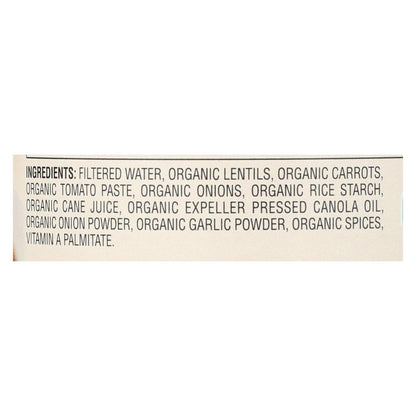 INGREDIENTS: FILTERED WATER, ORGANIC LENTILS, ORGANIC CARROTS,
ORGANIC TOMATO PASTE, ORGANIC ONIONS, ORGANIC RICE STARCH,
ORGANIC CANE JUICE, ORGANIC EXPELLER PRESSED CANOLA OIL,
ORGANIC ONION POWDER, ORGANIC GARLIC POWDER, ORGANIC SPICES,
VITAMIN A PALMITATE.